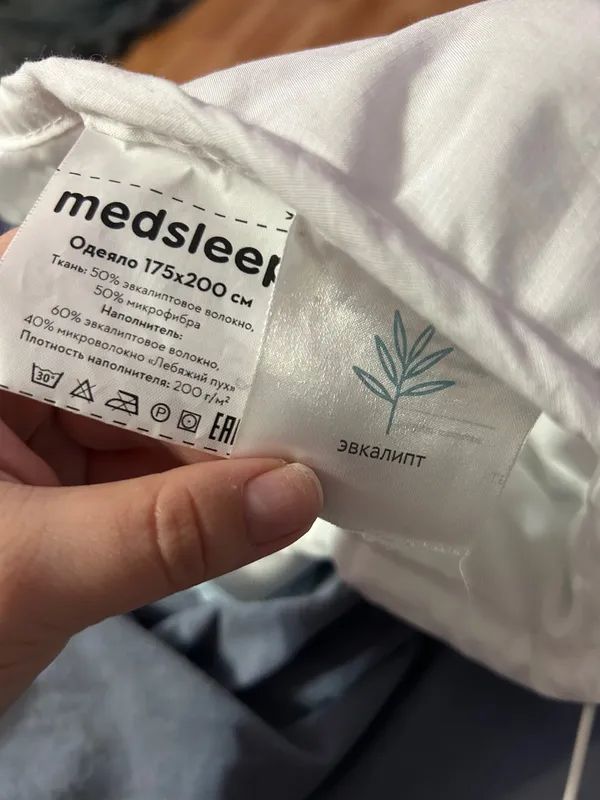 medsleep
Одеяло 175x200 см
Ткань: 50% эвкалиптовое волокно,
50% микрофибра
Наполнитель:
60% эвкалиптовое волокно,
40% микроволокно «Лебяжий пух»
Плотность наполнителя: 200 г/м²
30° P EAC
эвкалипт